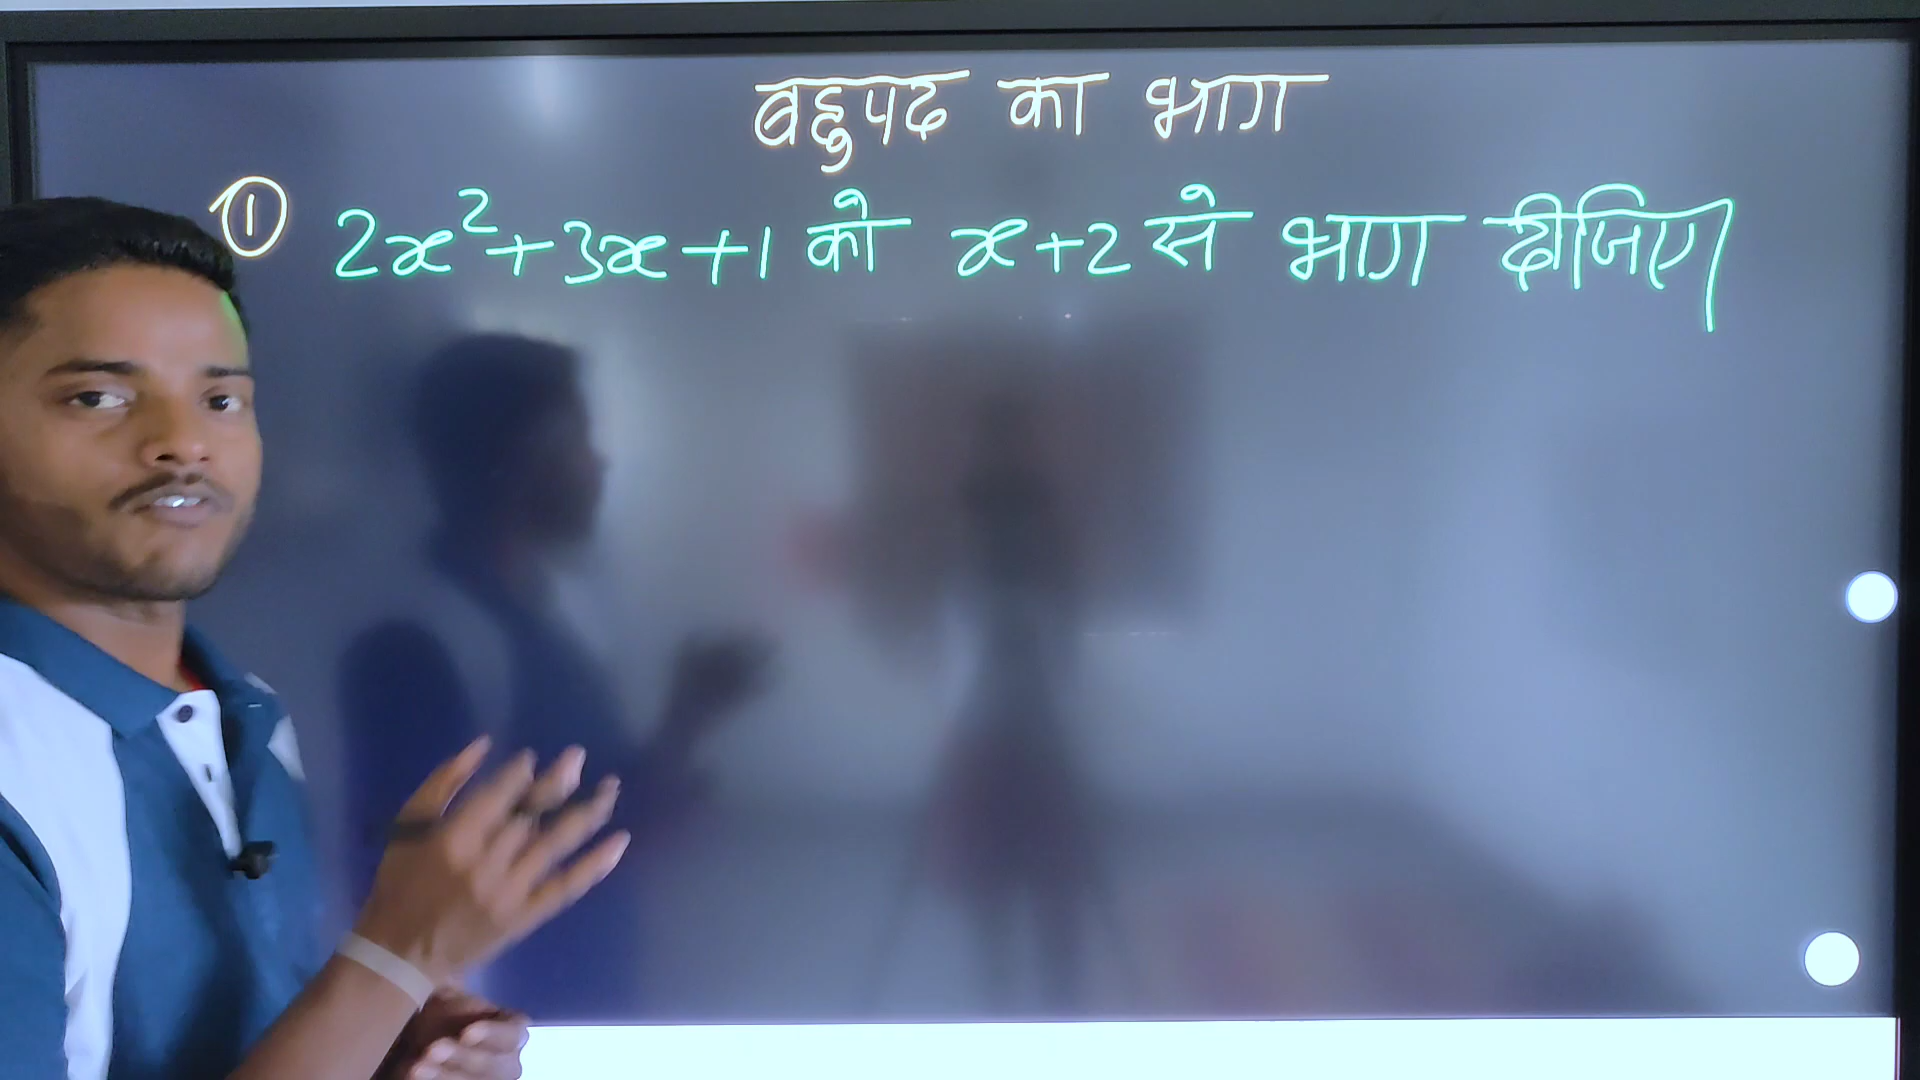 बहुपद का भाग
① 2x²+3x+1 को x+2 से भाग दीजिए